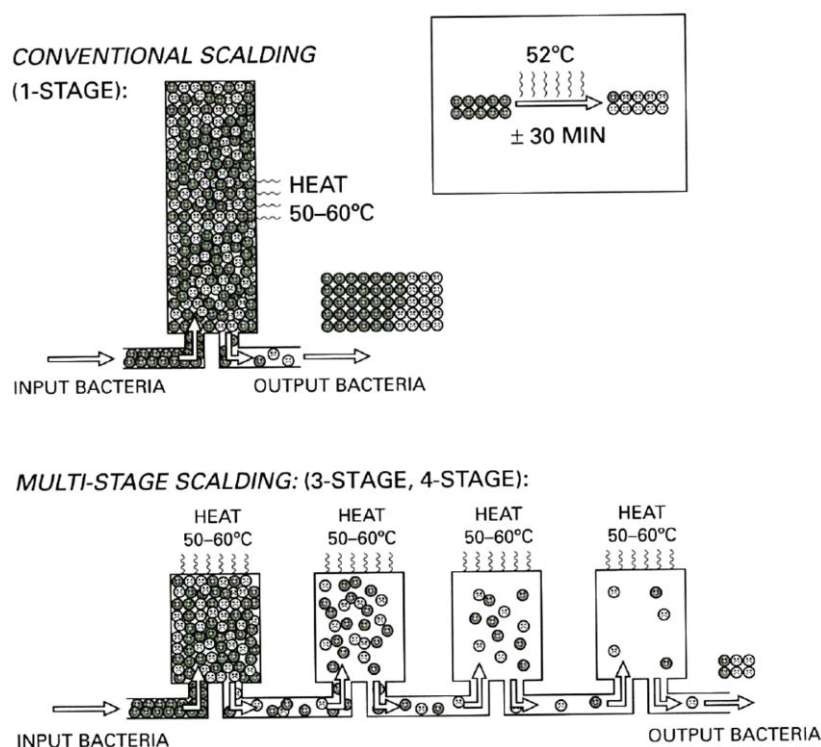 CONVENTIONAL SCALDING
(1-STAGE):
52°C
± 30 MIN
HEAT
50–60°C
INPUT BACTERIA
OUTPUT BACTERIA
MULTI-STAGE SCALDING: (3-STAGE, 4-STAGE):
HEAT
50–60°C
HEAT
50–60°C
HEAT
50–60°C
HEAT
50–60°C
INPUT BACTERIA
OUTPUT BACTERIA